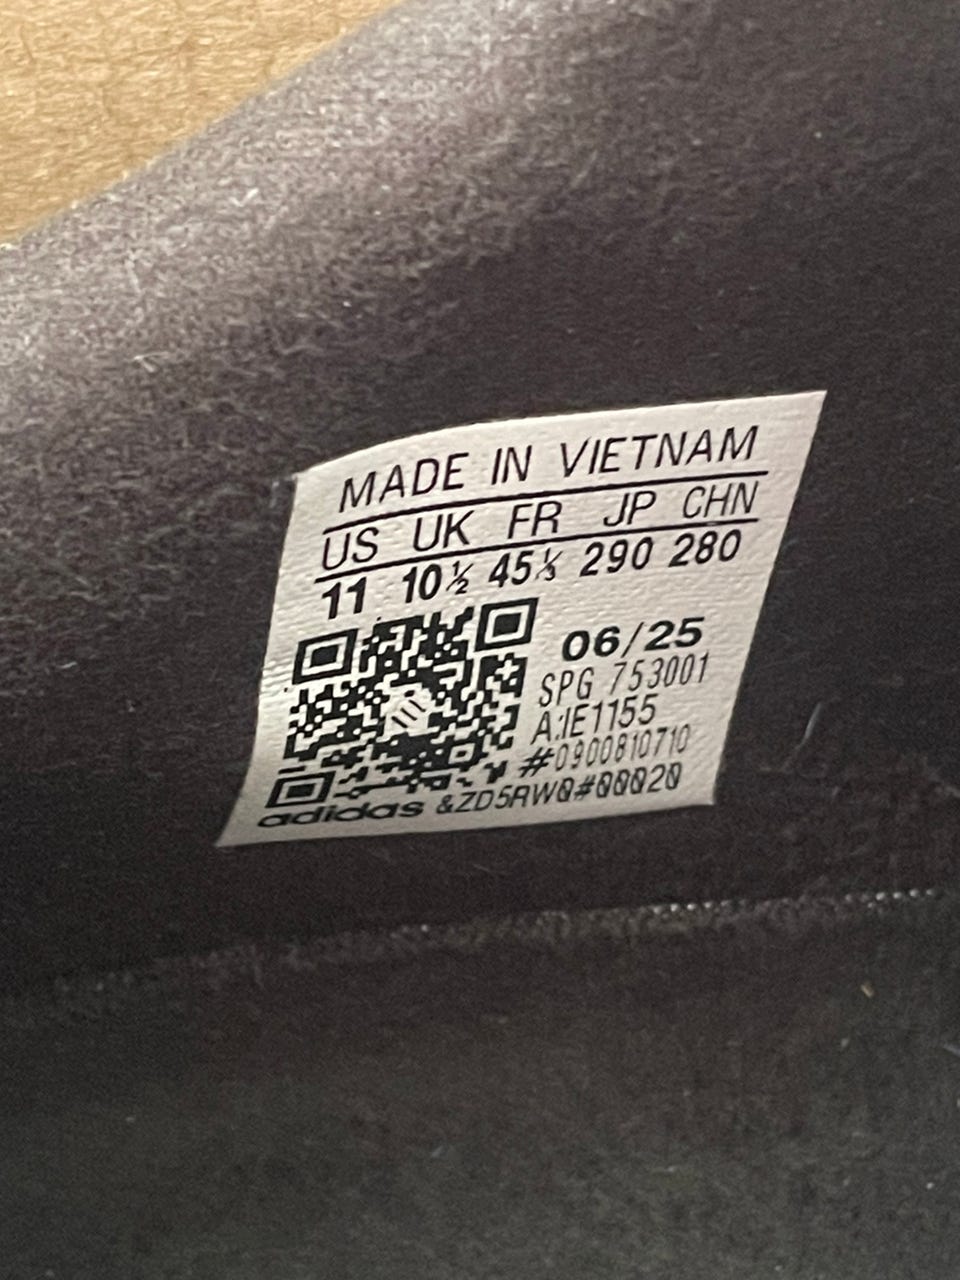 MADE IN VIETNAM
US UK FR JP CHN
11 10½ 45⅓ 290 280
06/25
SPG 753001
A:IE1155
#0900810710
adidas &ZD5RW0#00020